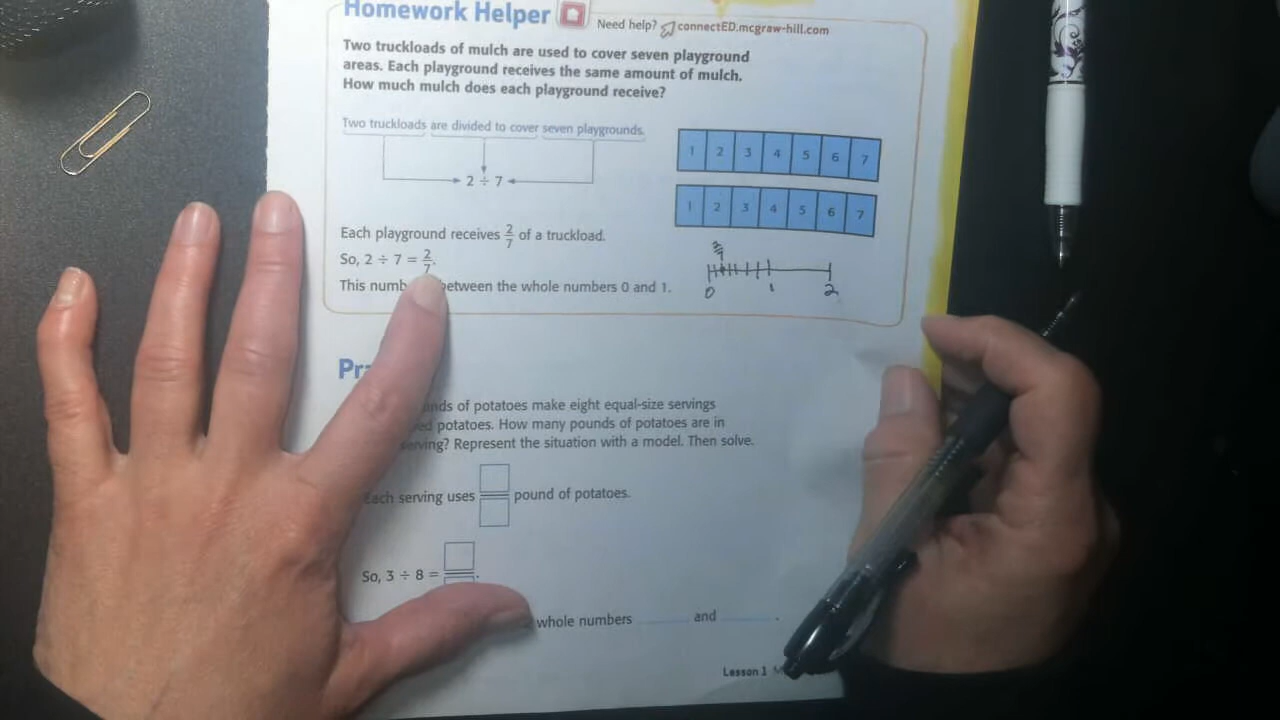 Homework Helper
Need help? connectED.mcgraw-hill.com
Two truckloads of mulch are used to cover seven playground
areas. Each playground receives the same amount of mulch.
How much mulch does each playground receive?
Two truckloads are divided to cover seven playgrounds.
2 ÷ 7
1 2 3 4 5 6 7
1 2 3 4 5 6 7
Each playground receives 2/7 of a truckload.
So, 2 ÷ 7 = 2/7.
This between the whole numbers 0 and 1.
0 1 2
of potatoes make eight equal-size servings
potatoes. How many pounds of potatoes are in
Represent the situation with a model. Then solve.
Each serving uses pound of potatoes.
So, 3 ÷ 8 = .
whole numbers and .
Lesson 1